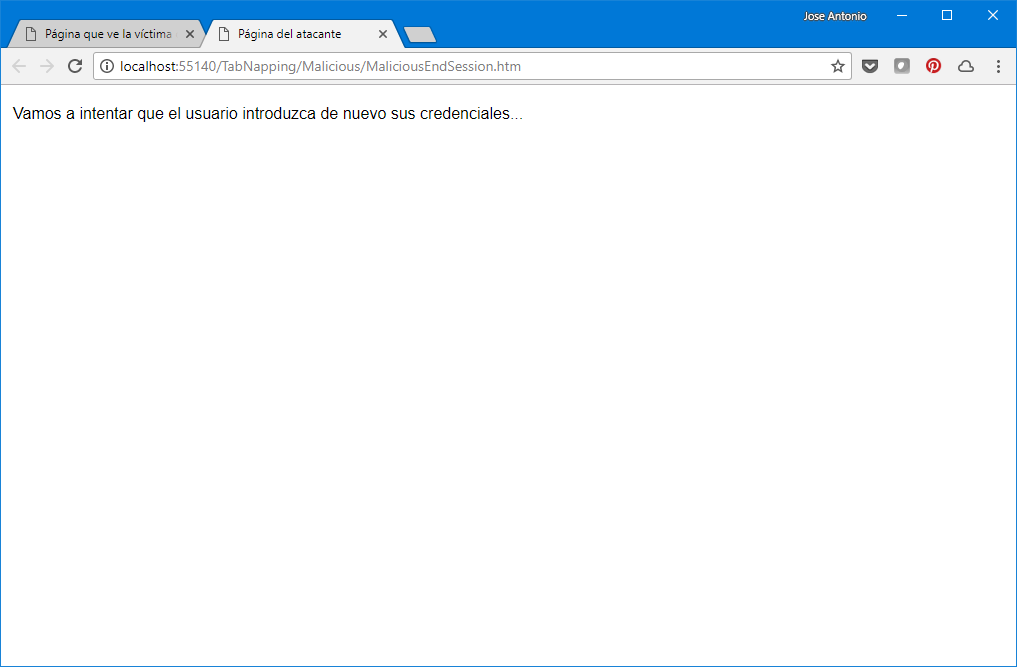 Jose Antonio
Página que ve la víctima
Página del atacante
localhost:55140/TabNapping/Malicious/MaliciousEndSession.htm
Vamos a intentar que el usuario introduzca de nuevo sus credenciales...